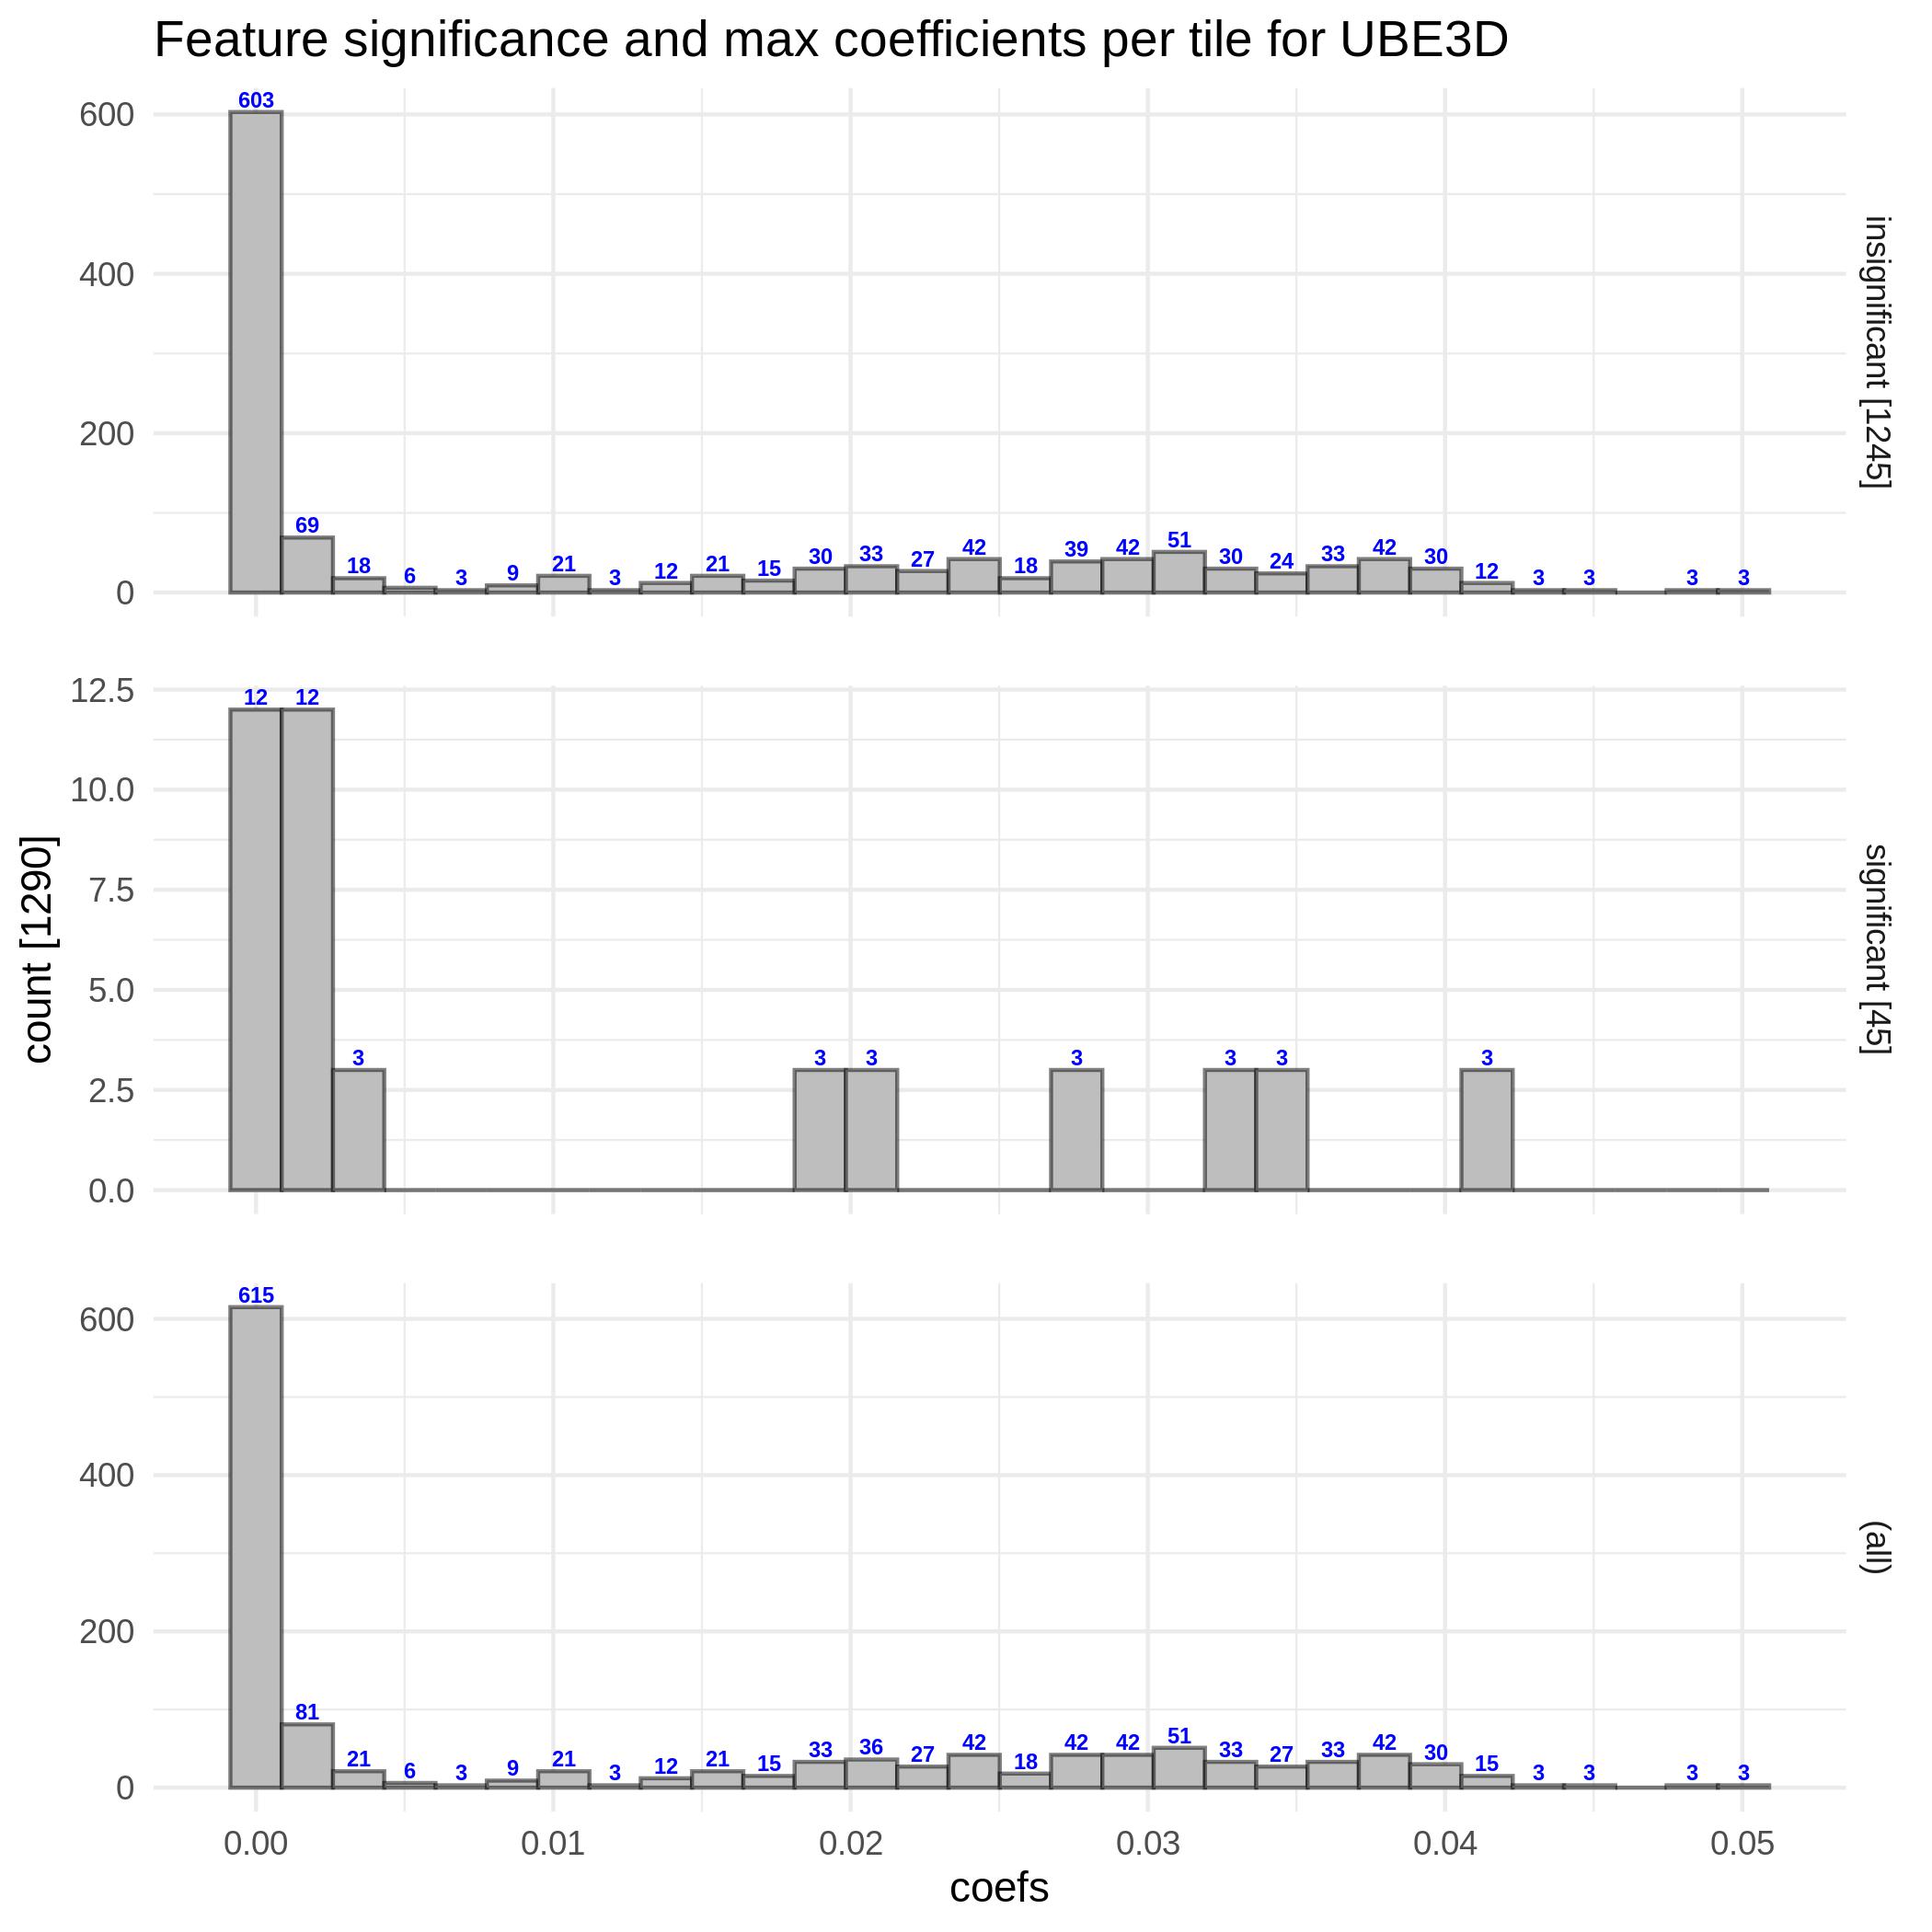 Feature significance and max coefficients per tile for UBE3D
603
600
400
200
0
69 18 6 3 9 21 3 12 21 15 30 33 27 42 18 39 42 51 30 24 33 42 30 12 3 3 3 3
insignificant [1245]
12.5
10.0
7.5
5.0
2.5
0.0
12 12 3 3 3 3 3 3 3
significant [45]
count [1290]
615
600
400
200
0
81 21 6 3 9 21 3 12 21 15 33 36 27 42 18 42 42 51 33 27 33 42 30 15 3 3 3 3
(all)
0.00 0.01 0.02 0.03 0.04 0.05
coefs